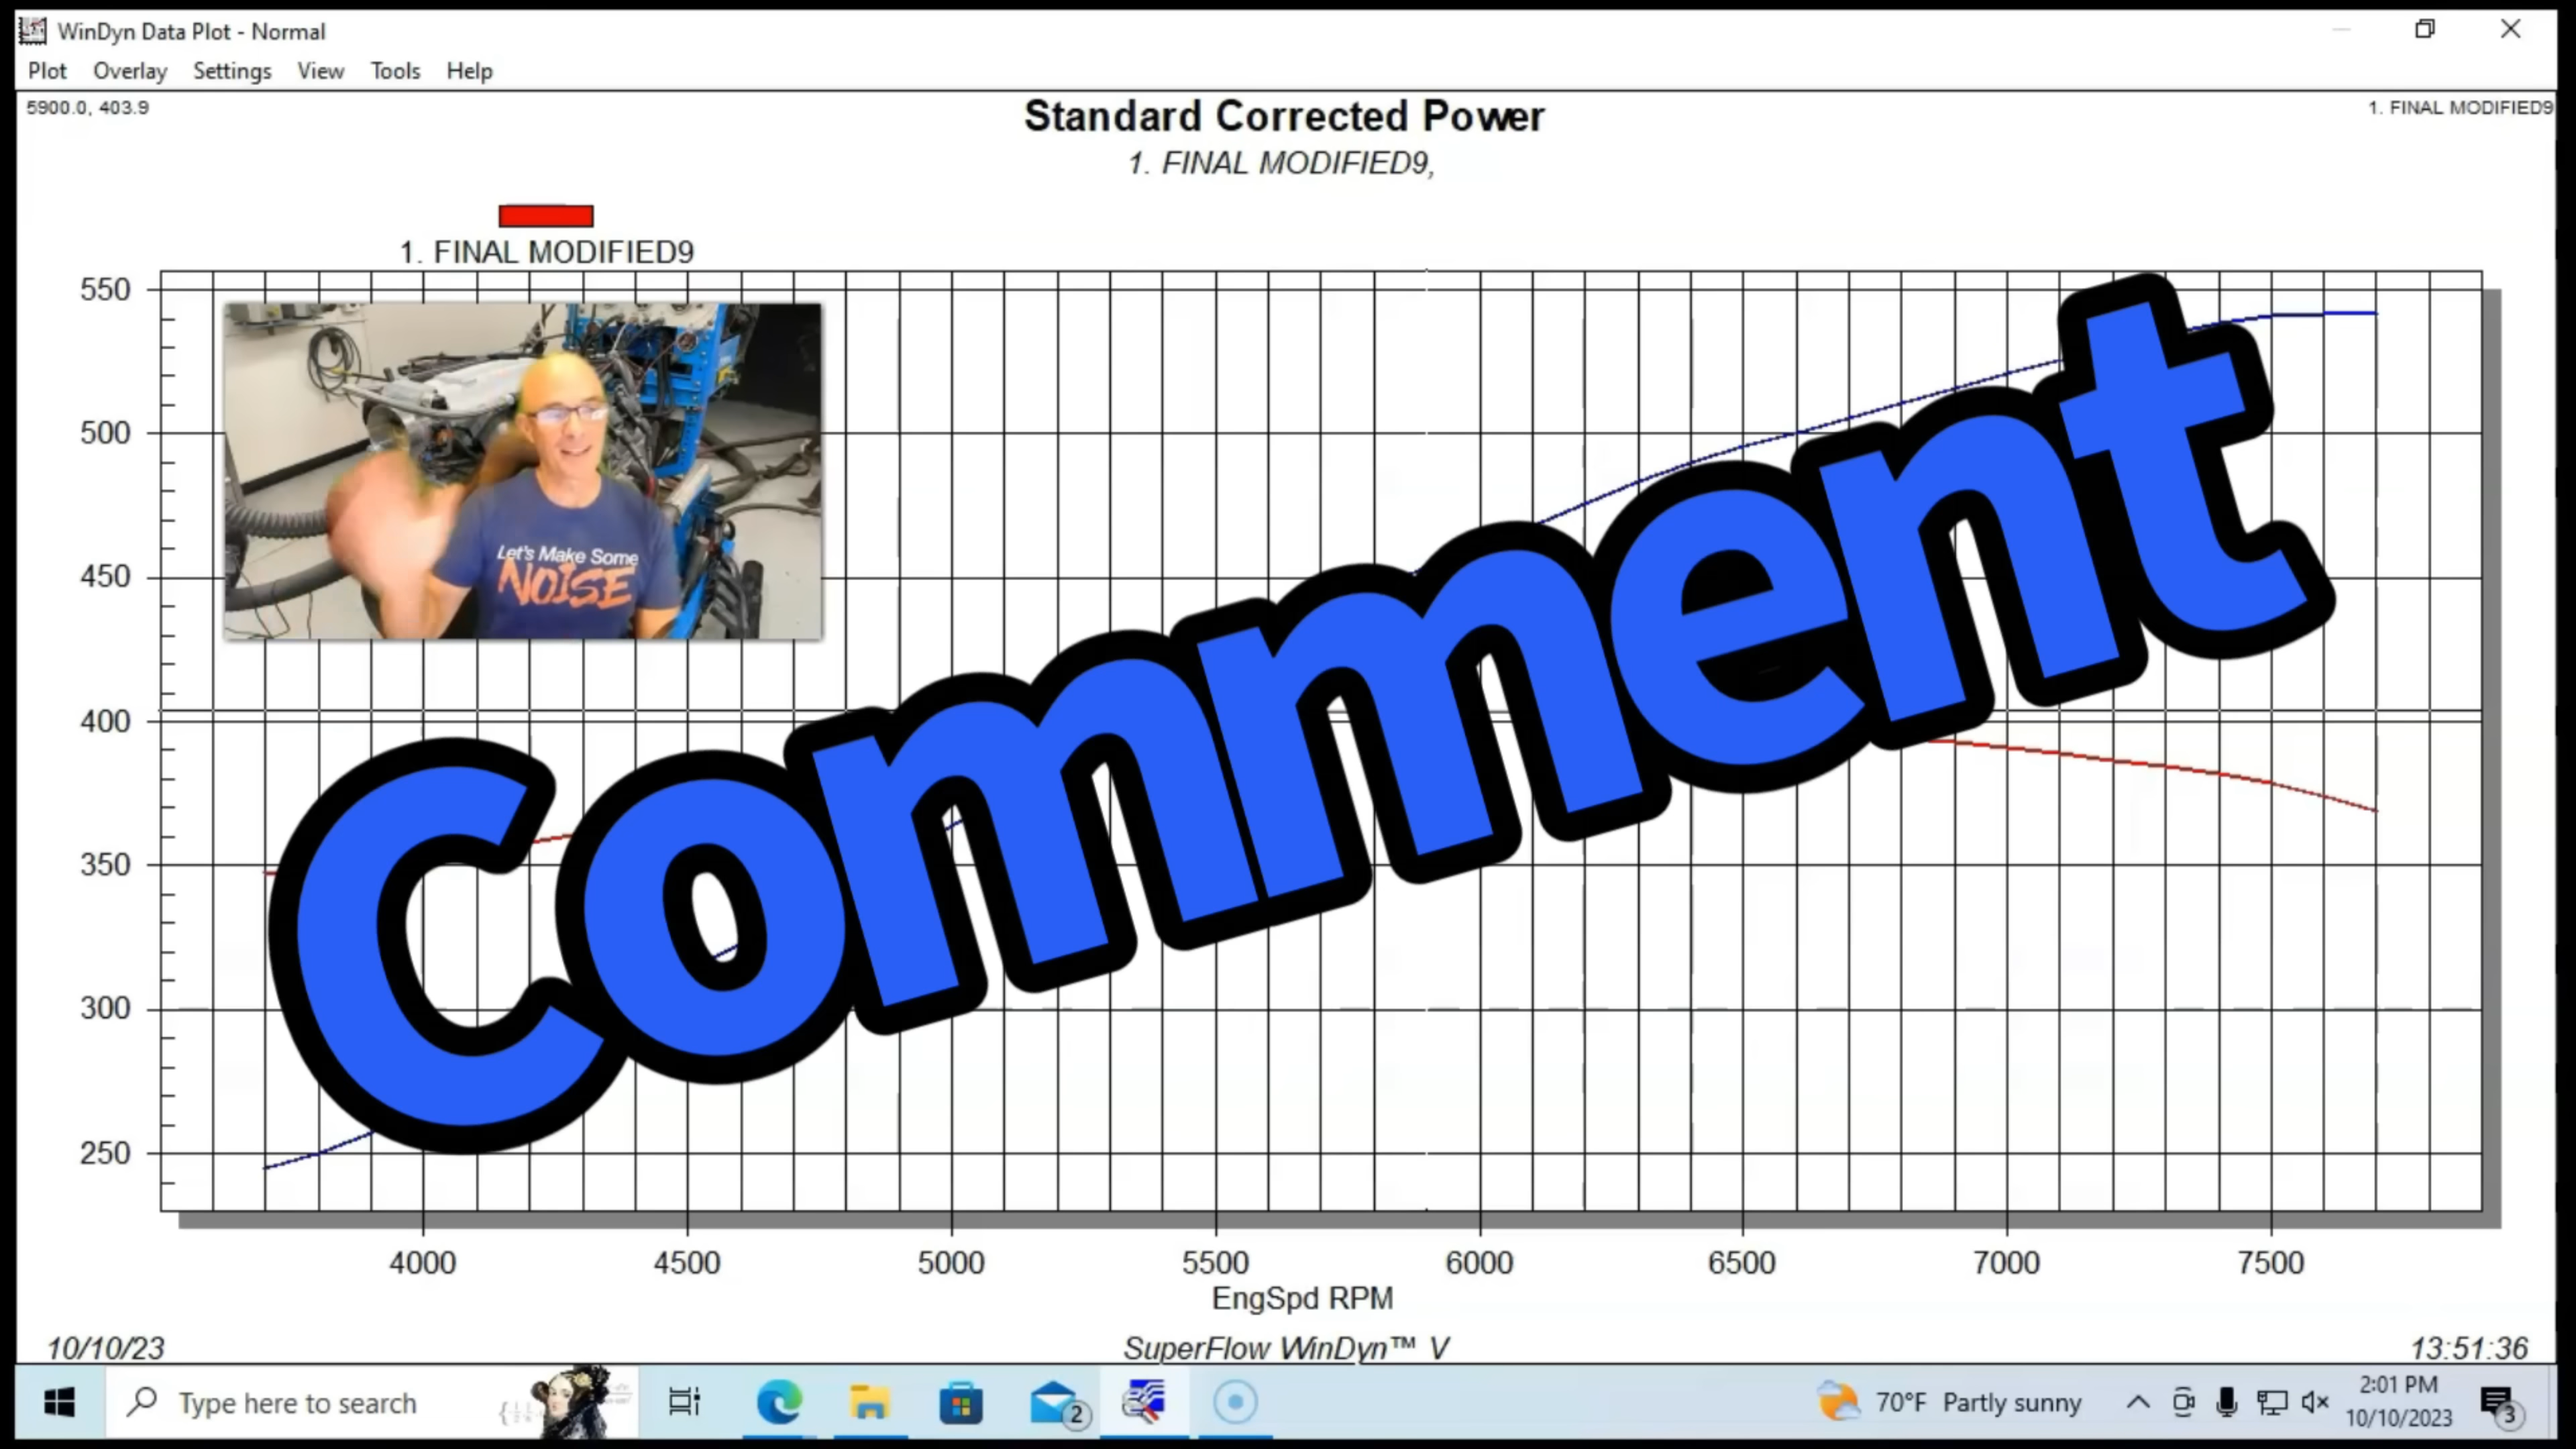 WinDyn Data Plot - Normal
Plot Overlay Settings View Tools Help
5900.0, 403.9
Standard Corrected Power
1. FINAL MODIFIED9
1. FINAL MODIFIED9,
1. FINAL MODIFIED9
550
500
450
400
350
300
250
Let's Make Some
NOISE
Comment
4000 4500 5000 5500 6000 6500 7000 7500
EngSpd RPM
10/10/23
SuperFlow WinDyn™ V
13:51:36
Type here to search
2
70°F Partly sunny
2:01 PM
10/10/2023
3